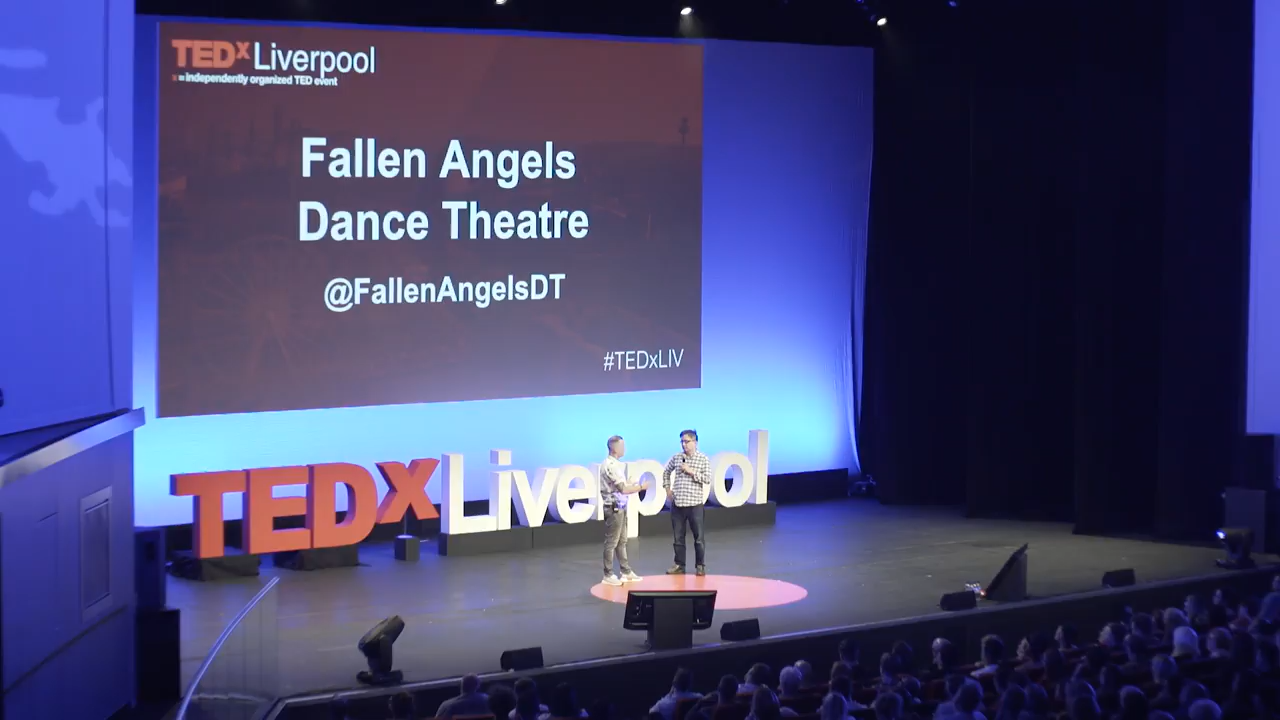 TEDxLiverpool
x = independently organized TED event
Fallen Angels
Dance Theatre
@FallenAngelsDT
#TEDxLIV
TEDxLiverpool